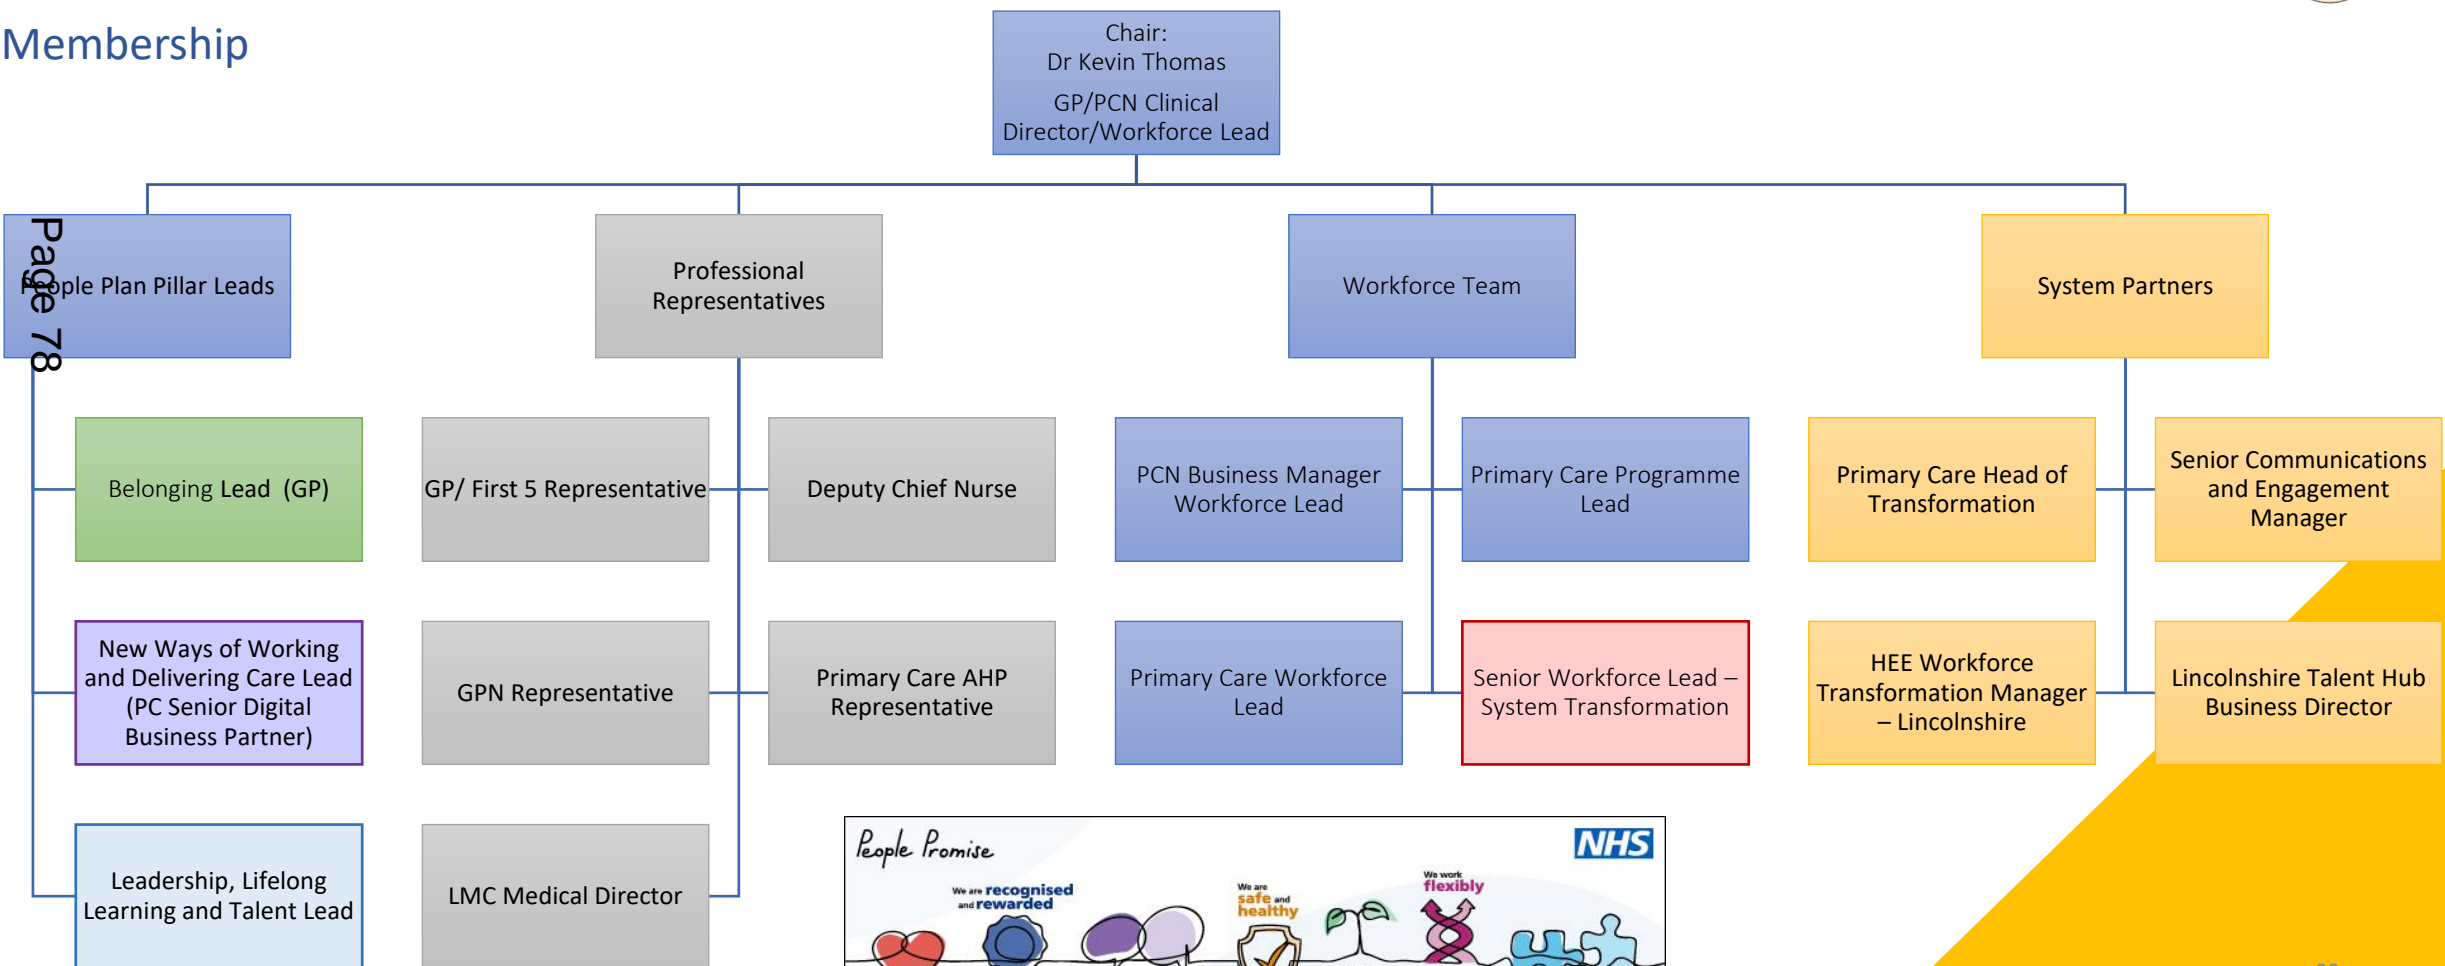 Membership
Chair:
Dr Kevin Thomas
GP/PCN Clinical
Director/Workforce Lead
Page 78
People Plan Pillar Leads
Professional
Representatives
Workforce Team
System Partners
Belonging Lead (GP)
GP/ First 5 Representative
Deputy Chief Nurse
PCN Business Manager
Workforce Lead
Primary Care Programme
Lead
Primary Care Head of
Transformation
Senior Communications
and Engagement
Manager
New Ways of Working
and Delivering Care Lead
(PC Senior Digital
Business Partner)
GPN Representative
Primary Care AHP
Representative
Primary Care Workforce
Lead
Senior Workforce Lead –
System Transformation
HEE Workforce
Transformation Manager
– Lincolnshire
Lincolnshire Talent Hub
Business Director
Leadership, Lifelong
Learning and Talent Lead
LMC Medical Director
People Promise
NHS
We are recognised
and rewarded
We are
safe and
healthy
We work
flexibly